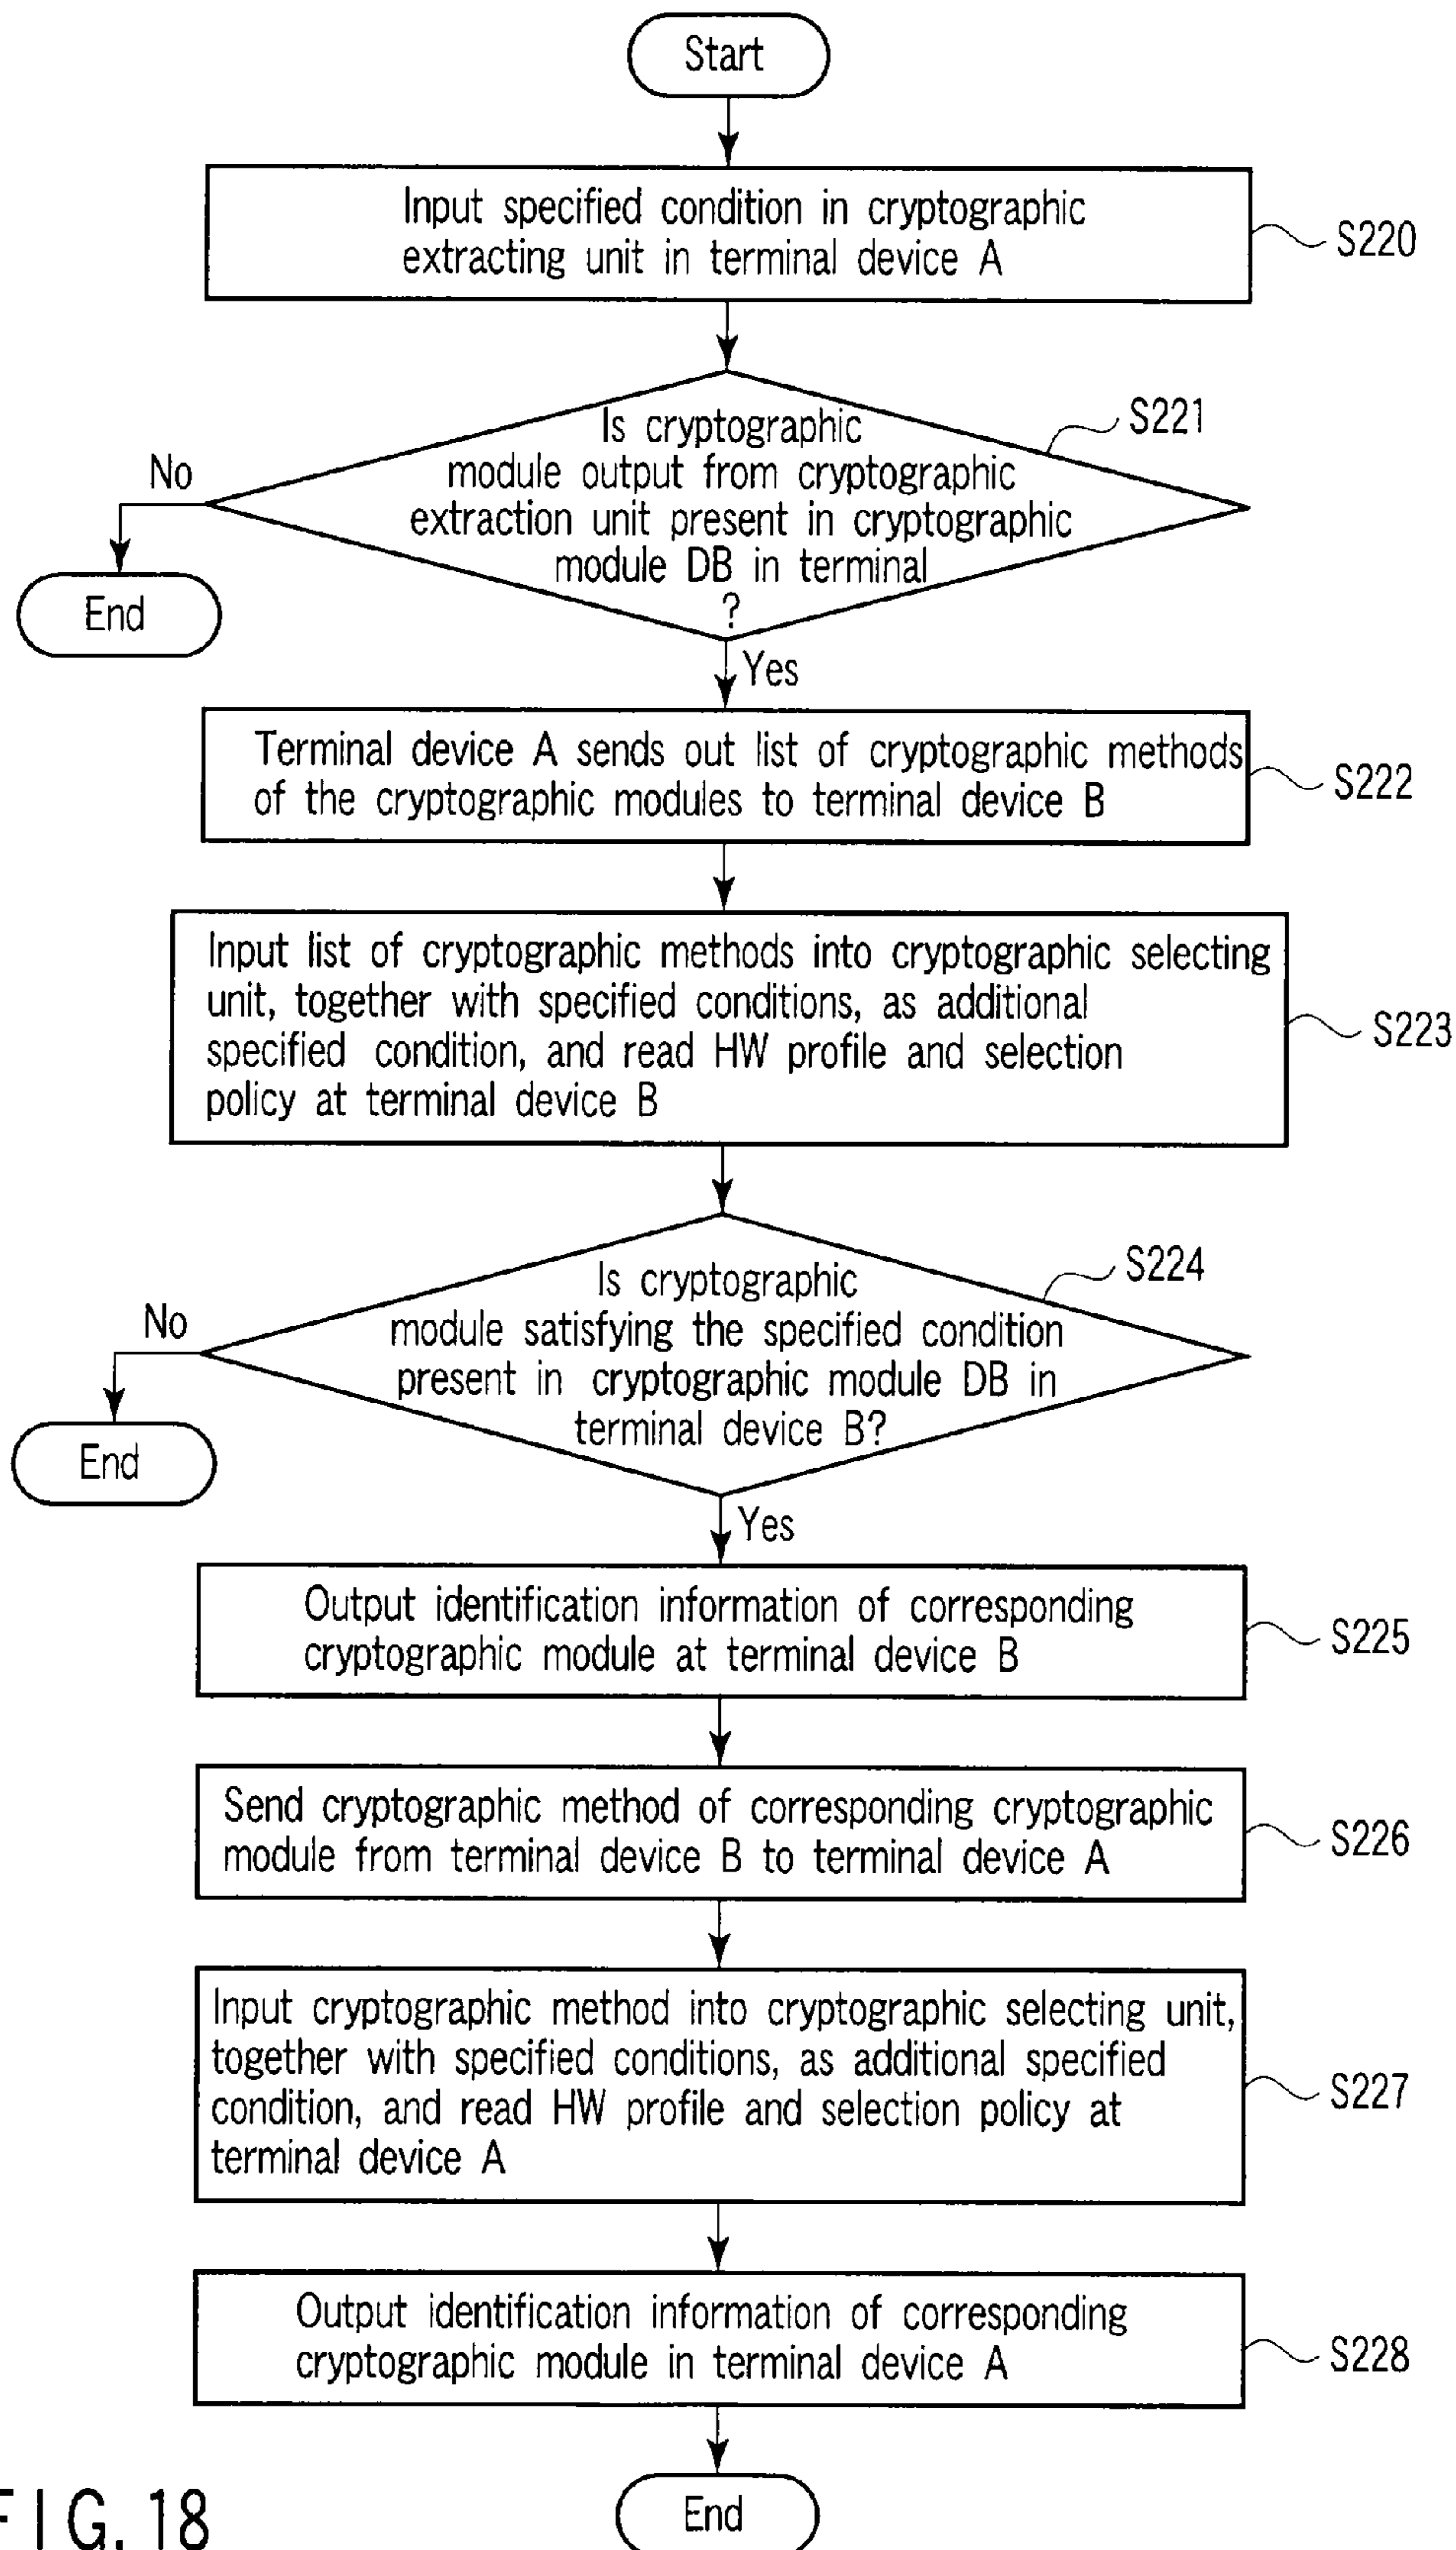 Start
Input specified condition in cryptographic
extracting unit in terminal device A
S220
S221
Is cryptographic
module output from cryptographic
extraction unit present in cryptographic
module DB in terminal
?
No
End
Yes
Terminal device A sends out list of cryptographic methods
of the cryptographic modules to terminal device B
S222
Input list of cryptographic methods into cryptographic selecting
unit, together with specified conditions, as additional
specified condition, and read HW profile and selection
policy at terminal device B
S223
S224
Is cryptographic
module satisfying the specified condition
present in cryptographic module DB in
terminal device B?
No
End
Yes
Output identification information of corresponding
cryptographic module at terminal device B
S225
Send cryptographic method of corresponding cryptographic
module from terminal device B to terminal device A
S226
Input cryptographic method into cryptographic selecting unit,
together with specified conditions, as additional specified
condition, and read HW profile and selection policy at
terminal device A
S227
Output identification information of corresponding
cryptographic module in terminal device A
S228
End
FIG. 18